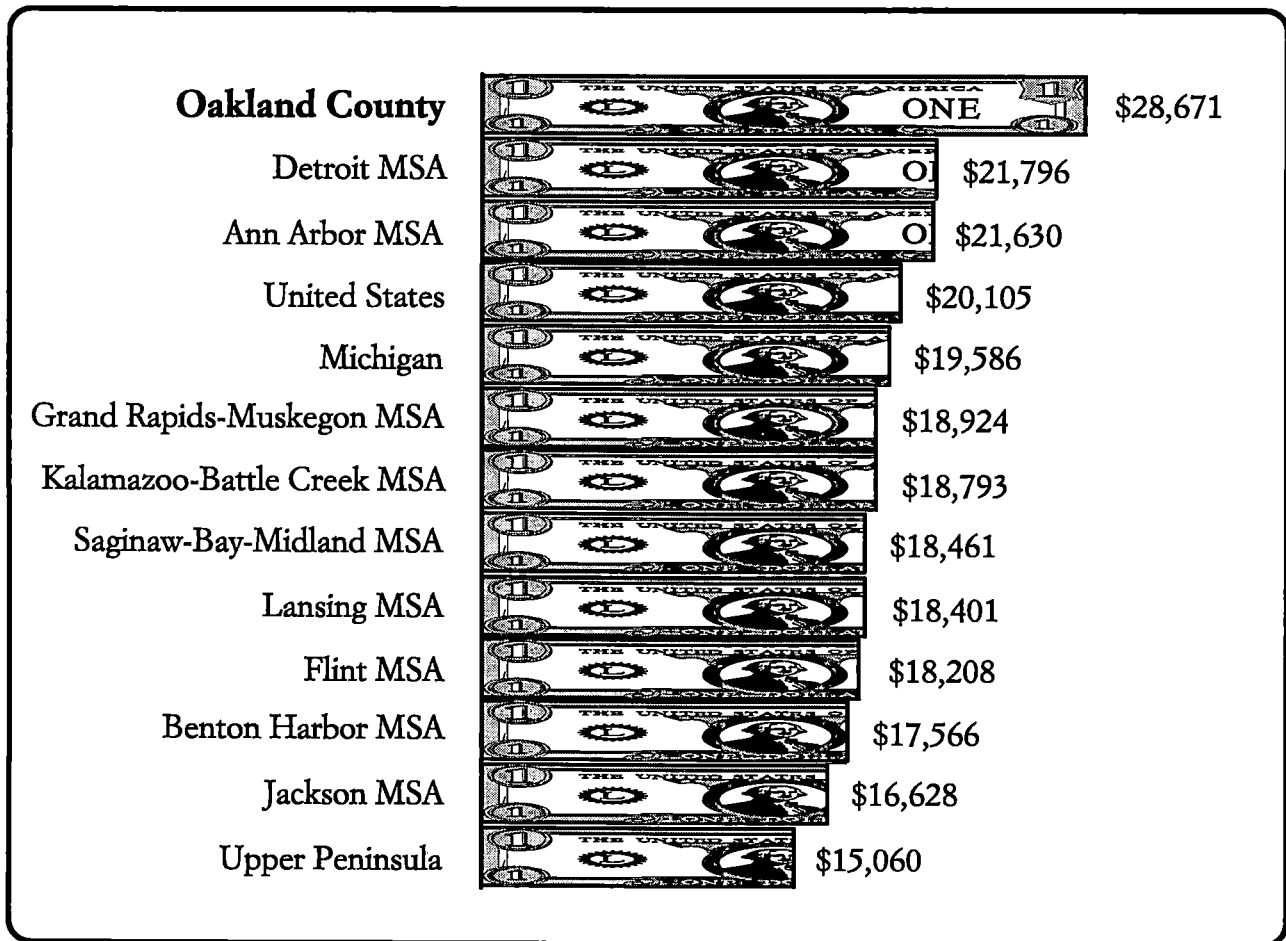 Oakland County $28,671
Detroit MSA $21,796
Ann Arbor MSA $21,630
United States $20,105
Michigan $19,586
Grand Rapids-Muskegon MSA $18,924
Kalamazoo-Battle Creek MSA $18,793
Saginaw-Bay-Midland MSA $18,461
Lansing MSA $18,401
Flint MSA $18,208
Benton Harbor MSA $17,566
Jackson MSA $16,628
Upper Peninsula $15,060